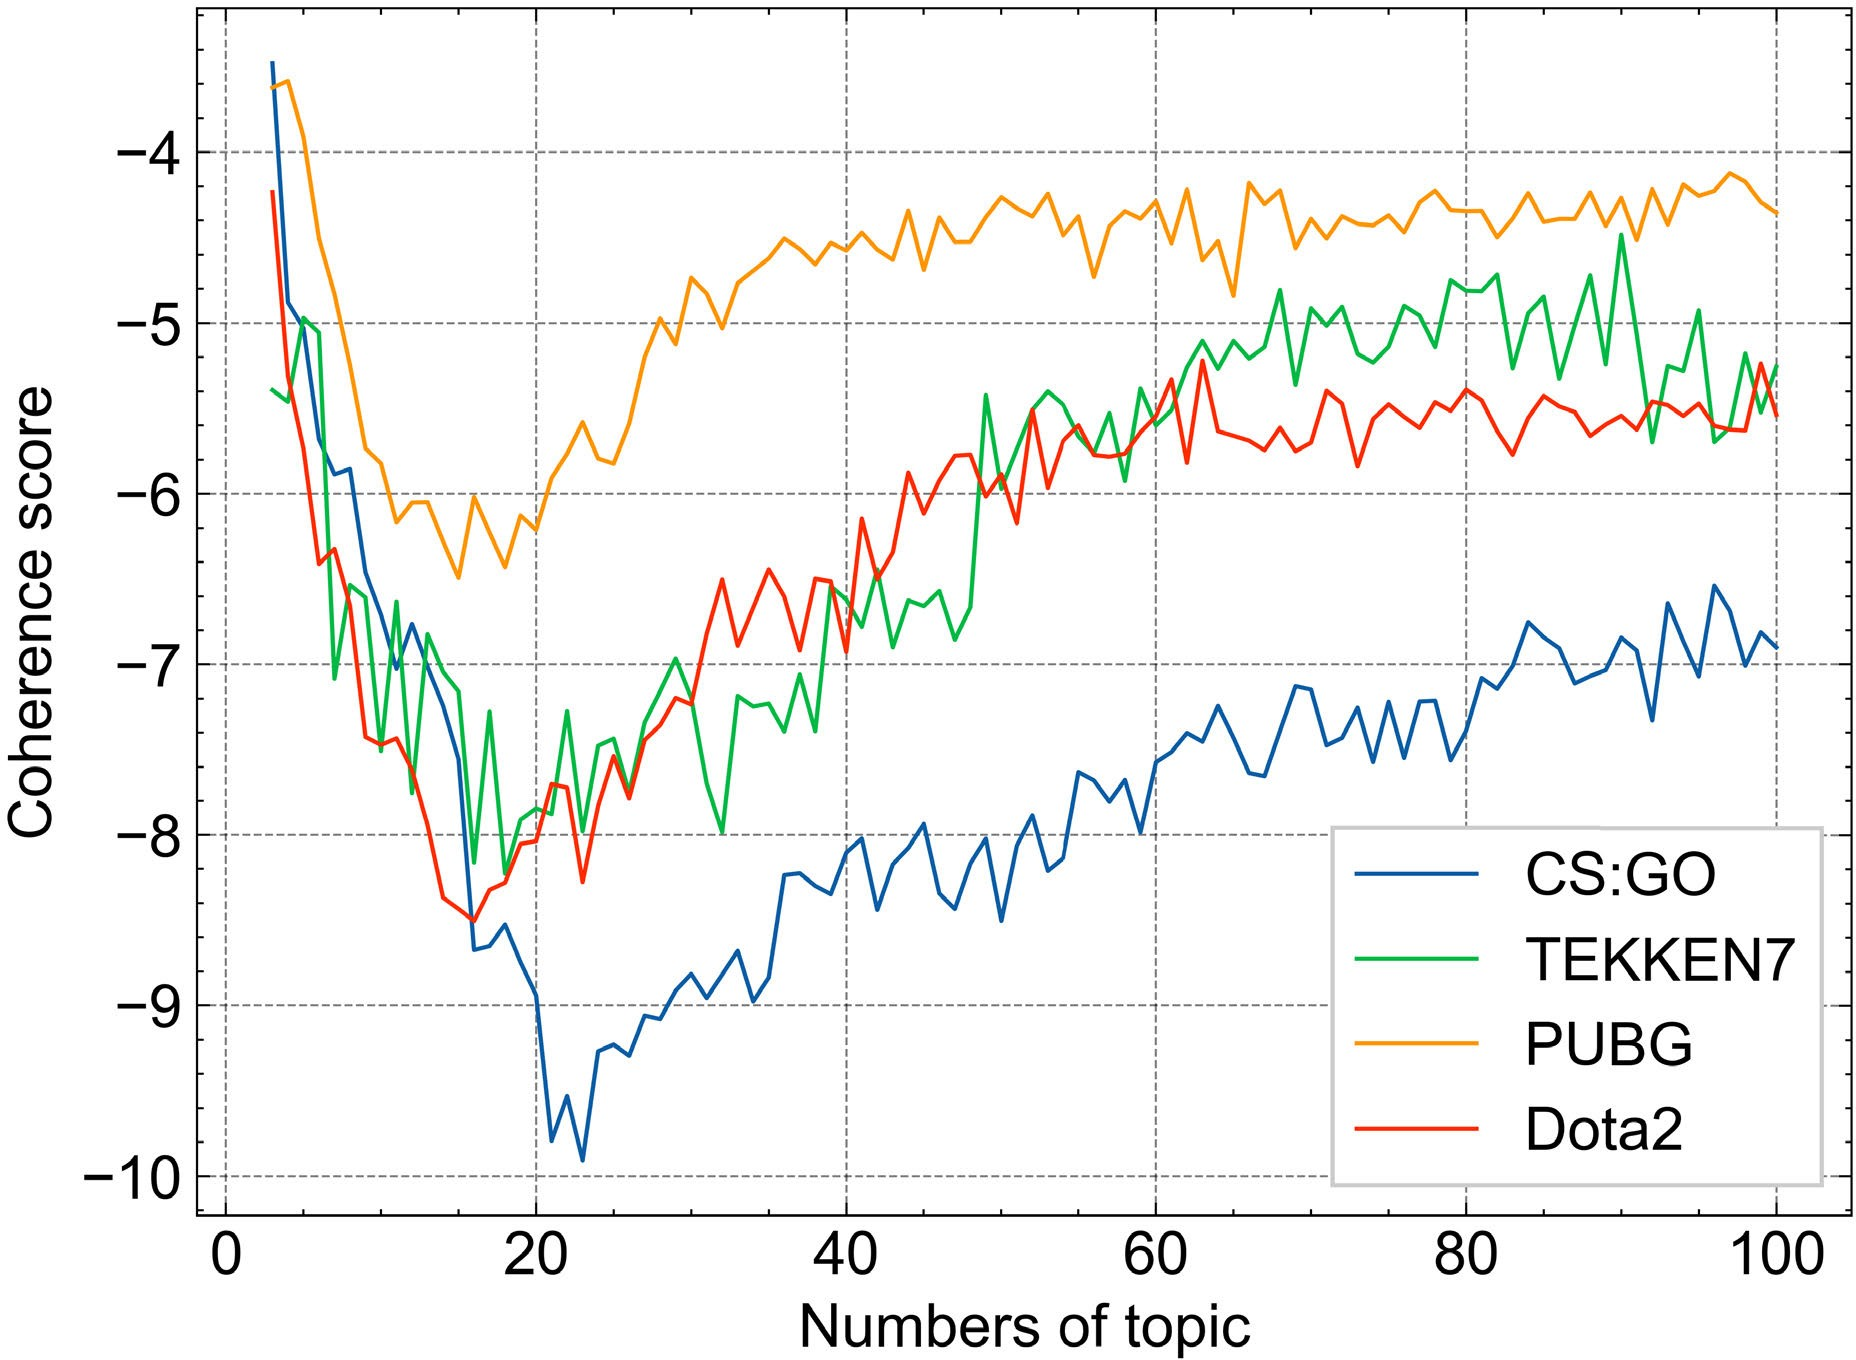 Coherence score
−4
−5
−6
−7
−8
−9
−10
0 20 40 60 80 100
Numbers of topic
CS:GO
TEKKEN7
PUBG
Dota2